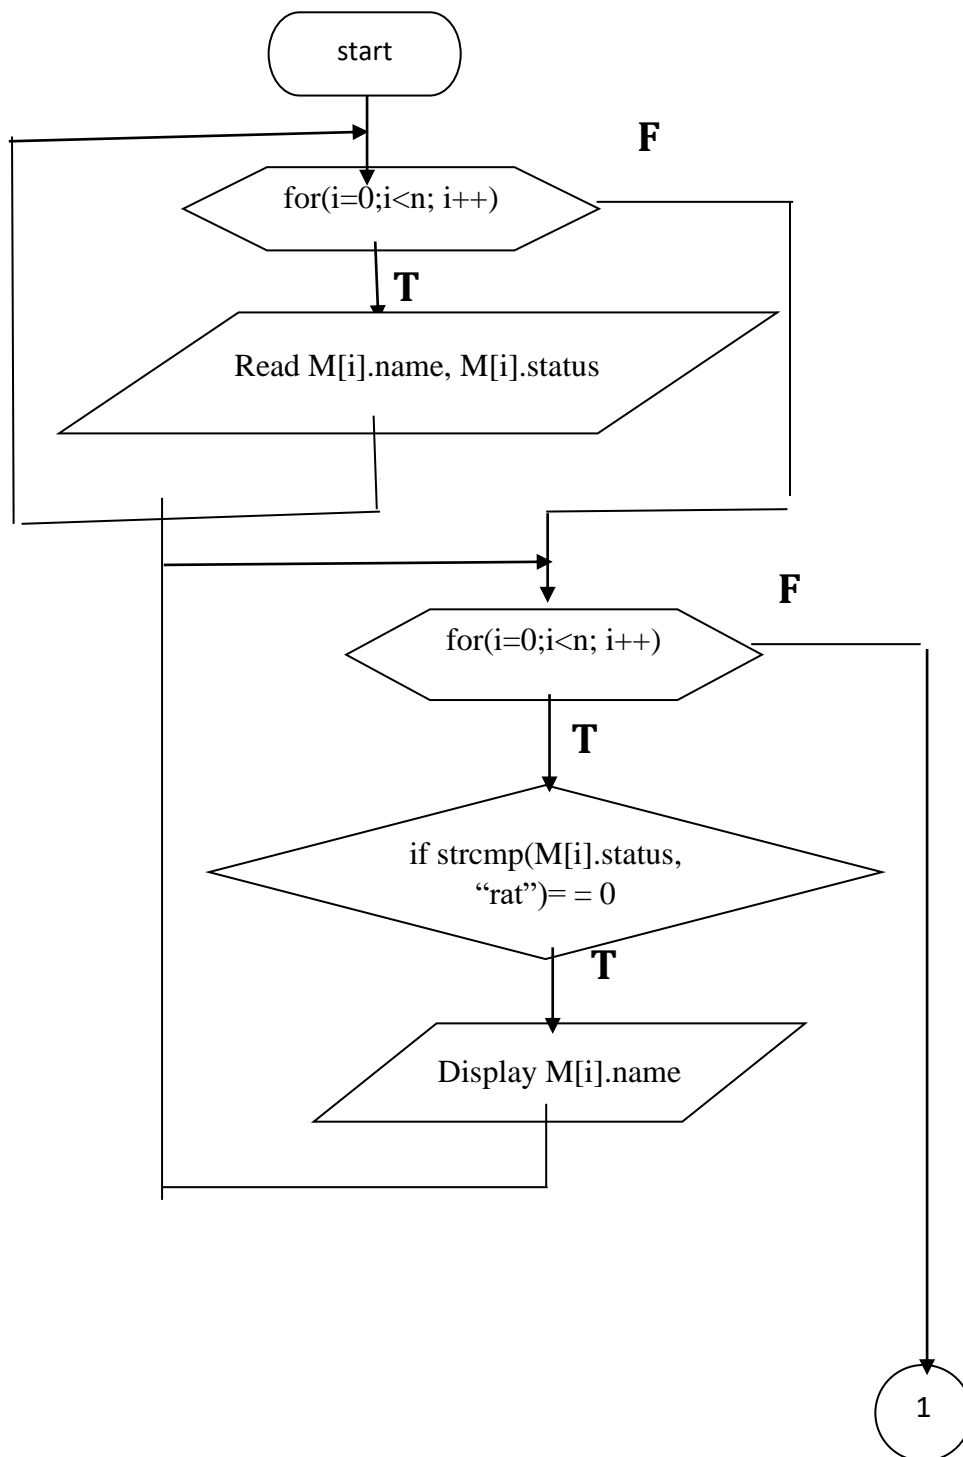 start
F
for(i=0;i<n; i++)
T
Read M[i].name, M[i].status
F
for(i=0;i<n; i++)
T
if strcmp(M[i].status,
“rat”)= = 0
T
Display M[i].name
1